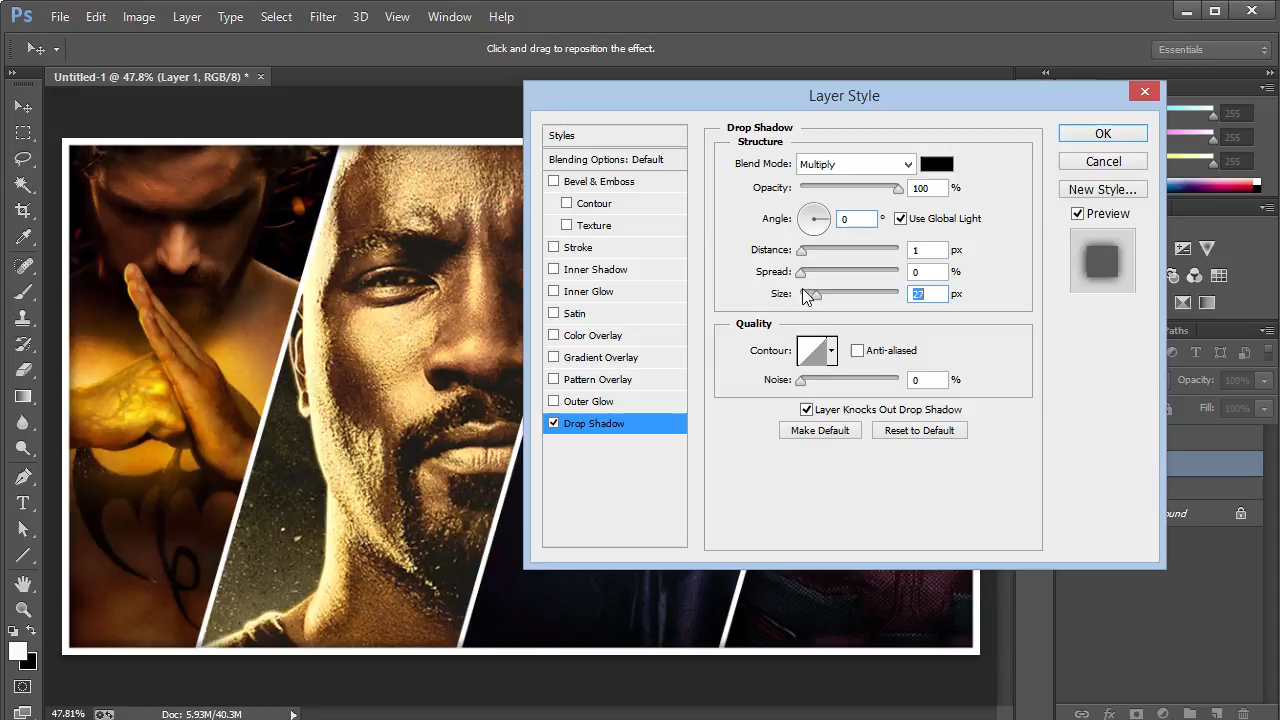 Ps File Edit Image Layer Type Select Filter 3D View Window Help
Click and drag to reposition the effect.
Essentials
Untitled-1 @ 47.8% (Layer 1, RGB/8) *
Layer Style
Styles
Blending Options: Default
Bevel & Emboss
Contour
Texture
Stroke
Inner Shadow
Inner Glow
Satin
Color Overlay
Gradient Overlay
Pattern Overlay
Outer Glow
Drop Shadow
Drop Shadow
Structure
Blend Mode: Multiply
Opacity: 100 %
Angle: 0 ° Use Global Light
Distance: 1 px
Spread: 0 %
Size: 27 px
Quality
Contour: Anti-aliased
Noise: 0 %
Layer Knocks Out Drop Shadow
Make Default Reset to Default
OK
Cancel
New Style...
Preview
255
255
255
Paths
Opacity: 100%
Fill: 100%
ound
47.81% Doc: 5.93M/40.3M
fx